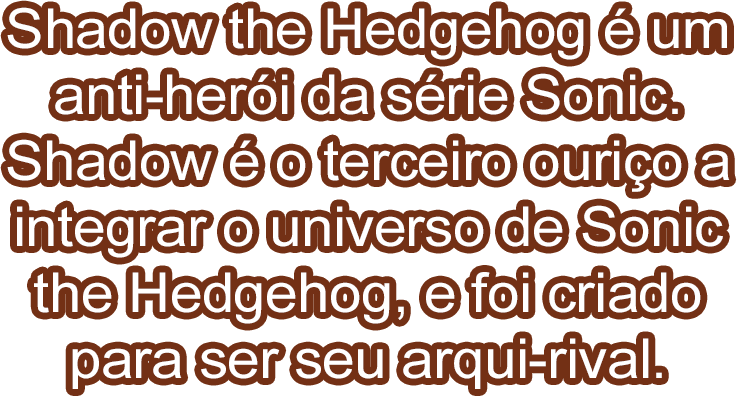 Shadow the Hedgehog é um
anti-herói da série Sonic.
Shadow é o terceiro ouriço a
integrar o universo de Sonic
the Hedgehog, e foi criado
para ser seu arqui-rival.